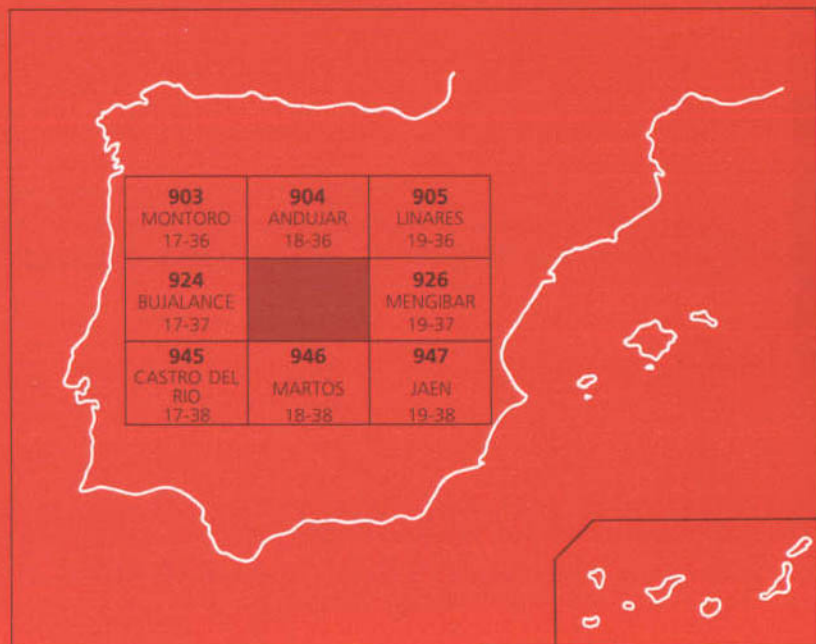 903
MONTORO
17-36
904
ANDUJAR
18-36
905
LINARES
19-36
924
BUJALANCE
17-37
926
MENGIBAR
19-37
945
CASTRO DEL
RIO
17-38
946
MARTOS
18-38
947
JAEN
19-38